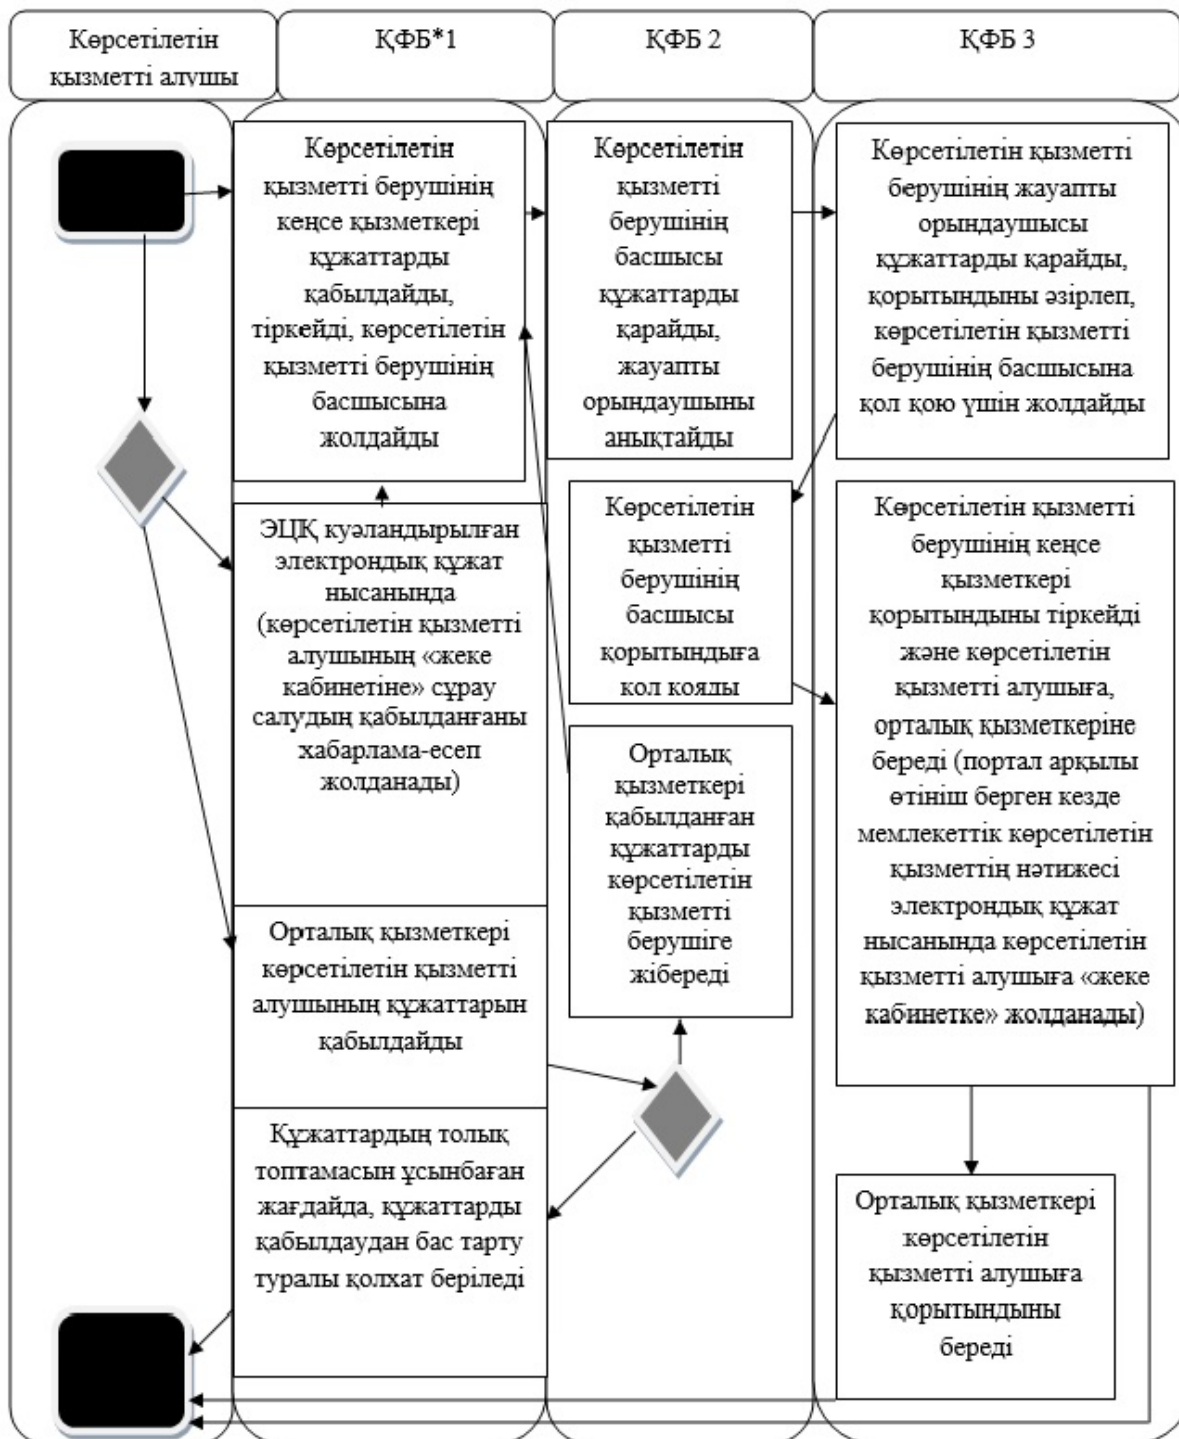 Көрсетілетін
қызметті алушы
ҚФБ*1
ҚФБ 2
ҚФБ 3
Көрсетілетін
қызметті берушінің
кеңсе қызметкері
құжаттарды
қабылдайды,
тіркейді, көрсетілетін
қызметті берушінің
басшысына
жолдайды
Көрсетілетін
қызметті
берушінің
басшысы
құжаттарды
қарайды,
жауапты
орындаушыны
анықтайды
Көрсетілетін қызметті
берушінің жауапты
орындаушысы
құжаттарды қарайды,
қорытындыны әзірлеп,
көрсетілетін қызметті
берушінің басшысына
қол қою үшін жолдайды
ЭЦҚ куәландырылған
электрондық құжат
нысанында
(көрсетілетін қызметті
алушының «жеке
кабинетіне» сұрау
салудың қабылданғаны
хабарлама-есеп
жолданады)
Көрсетілетін
қызметті
берушінің
басшысы
қорытындыға
қол қояды
Көрсетілетін қызметті
берушінің кеңсе
қызметкері
қорытындыны тіркейді
және көрсетілетін
қызметті алушыға,
орталық қызметкеріне
береді (портал арқылы
өтініш берген кезде
мемлекеттік көрсетілетін
қызметтің нәтижесі
электрондық құжат
нысанында көрсетілетін
қызметті алушыға «жеке
кабинетке» жолданады)
Орталық
қызметкері
қабылданған
құжаттарды
көрсетілетін
қызметті
берушіге
жібереді
Орталық қызметкері
көрсетілетін қызметті
алушының құжаттарын
қабылдайды
Құжаттардың толық
топтамасын ұсынбаған
жағдайда, құжаттарды
қабылдаудан бас тарту
туралы қолхат беріледі
Орталық қызметкері
көрсетілетін
қызметті алушыға
қорытындыны
береді